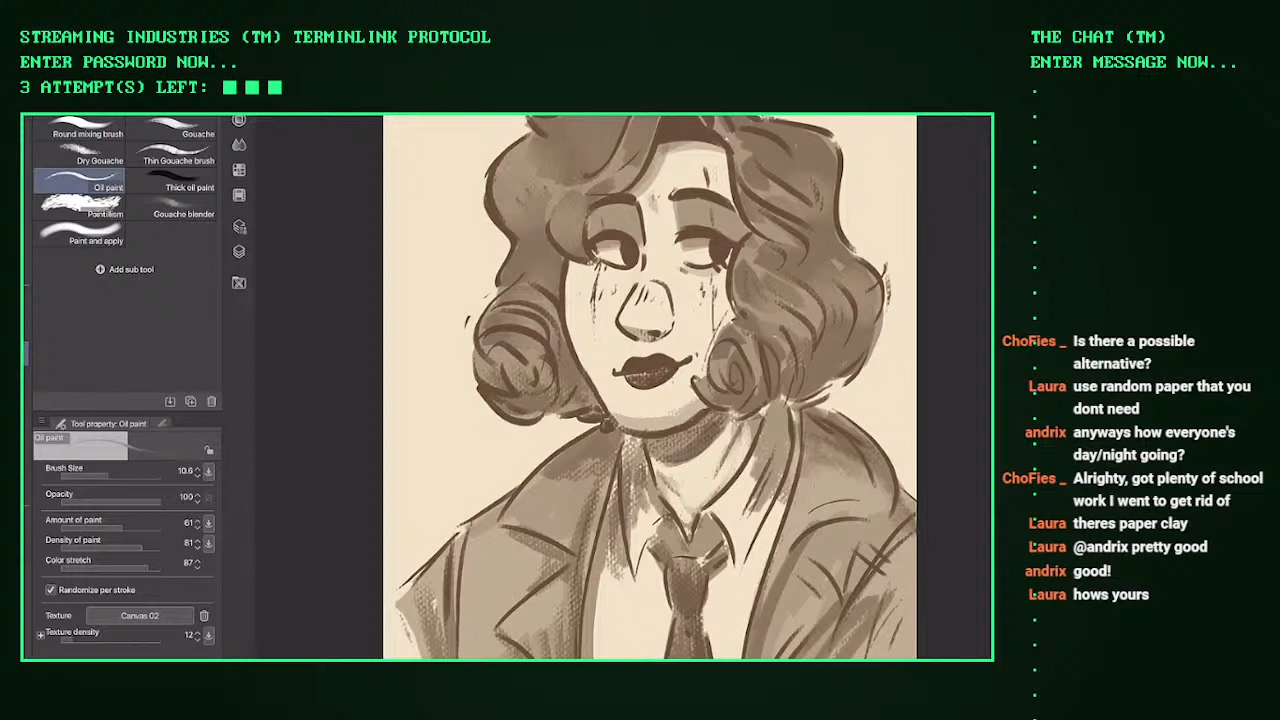 STREAMING INDUSTRIES (TM) TERMINLINK PROTOCOL
ENTER PASSWORD NOW...
3 ATTEMPT(S) LEFT:
Round mixing brush
Gouache
Dry Gouache
Thin Gouache brush
Oil paint
Thick oil paint
Pointillism
Gouache blender
Paint and apply
Add sub tool
Tool property: Oil paint
Oil paint
Brush Size 10.6
Opacity 100
Amount of paint 61
Density of paint 81
Color stretch 87
Randomize per stroke
Texture Canvas 02
Texture density 12
THE CHAT (TM)
ENTER MESSAGE NOW...
ChoFies _ Is there a possible
alternative?
Laura use random paper that you
dont need
andrix anyways how everyone's
day/night going?
ChoFies _ Alrighty, got plenty of school
work I went to get rid of
Laura theres paper clay
Laura @andrix pretty good
andrix good!
Laura hows yours